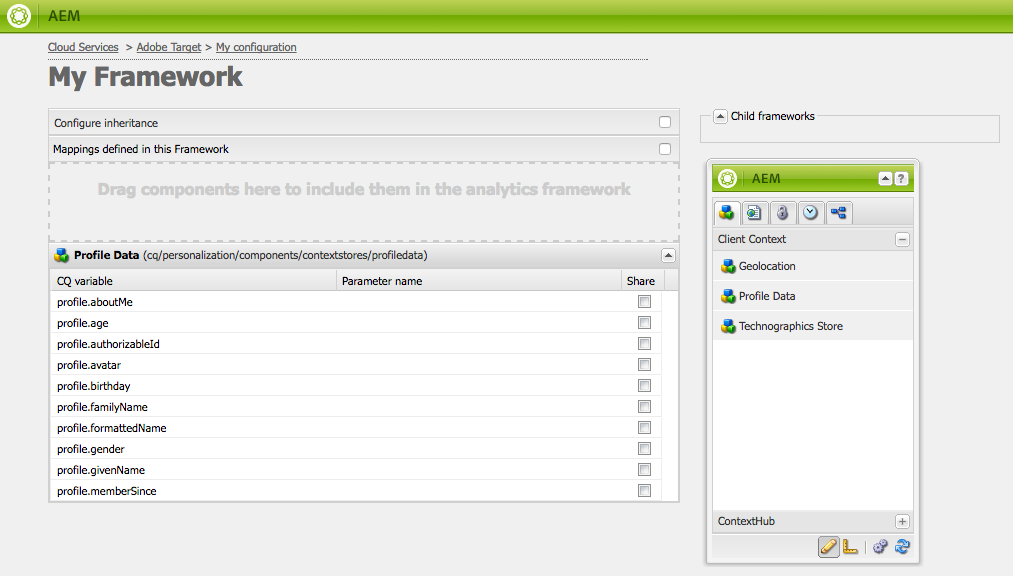 AEM
Cloud Services > Adobe Target > My configuration
My Framework
Configure inheritance
Mappings defined in this Framework
Drag components here to include them in the analytics framework
Profile Data (cq/personalization/components/contextstores/profiledata)
CQ variable Parameter name Share
profile.aboutMe
profile.age
profile.authorizableId
profile.avatar
profile.birthday
profile.familyName
profile.formattedName
profile.gender
profile.givenName
profile.memberSince
Child frameworks
AEM ?
Client Context
Geolocation
Profile Data
Technographics Store
ContextHub